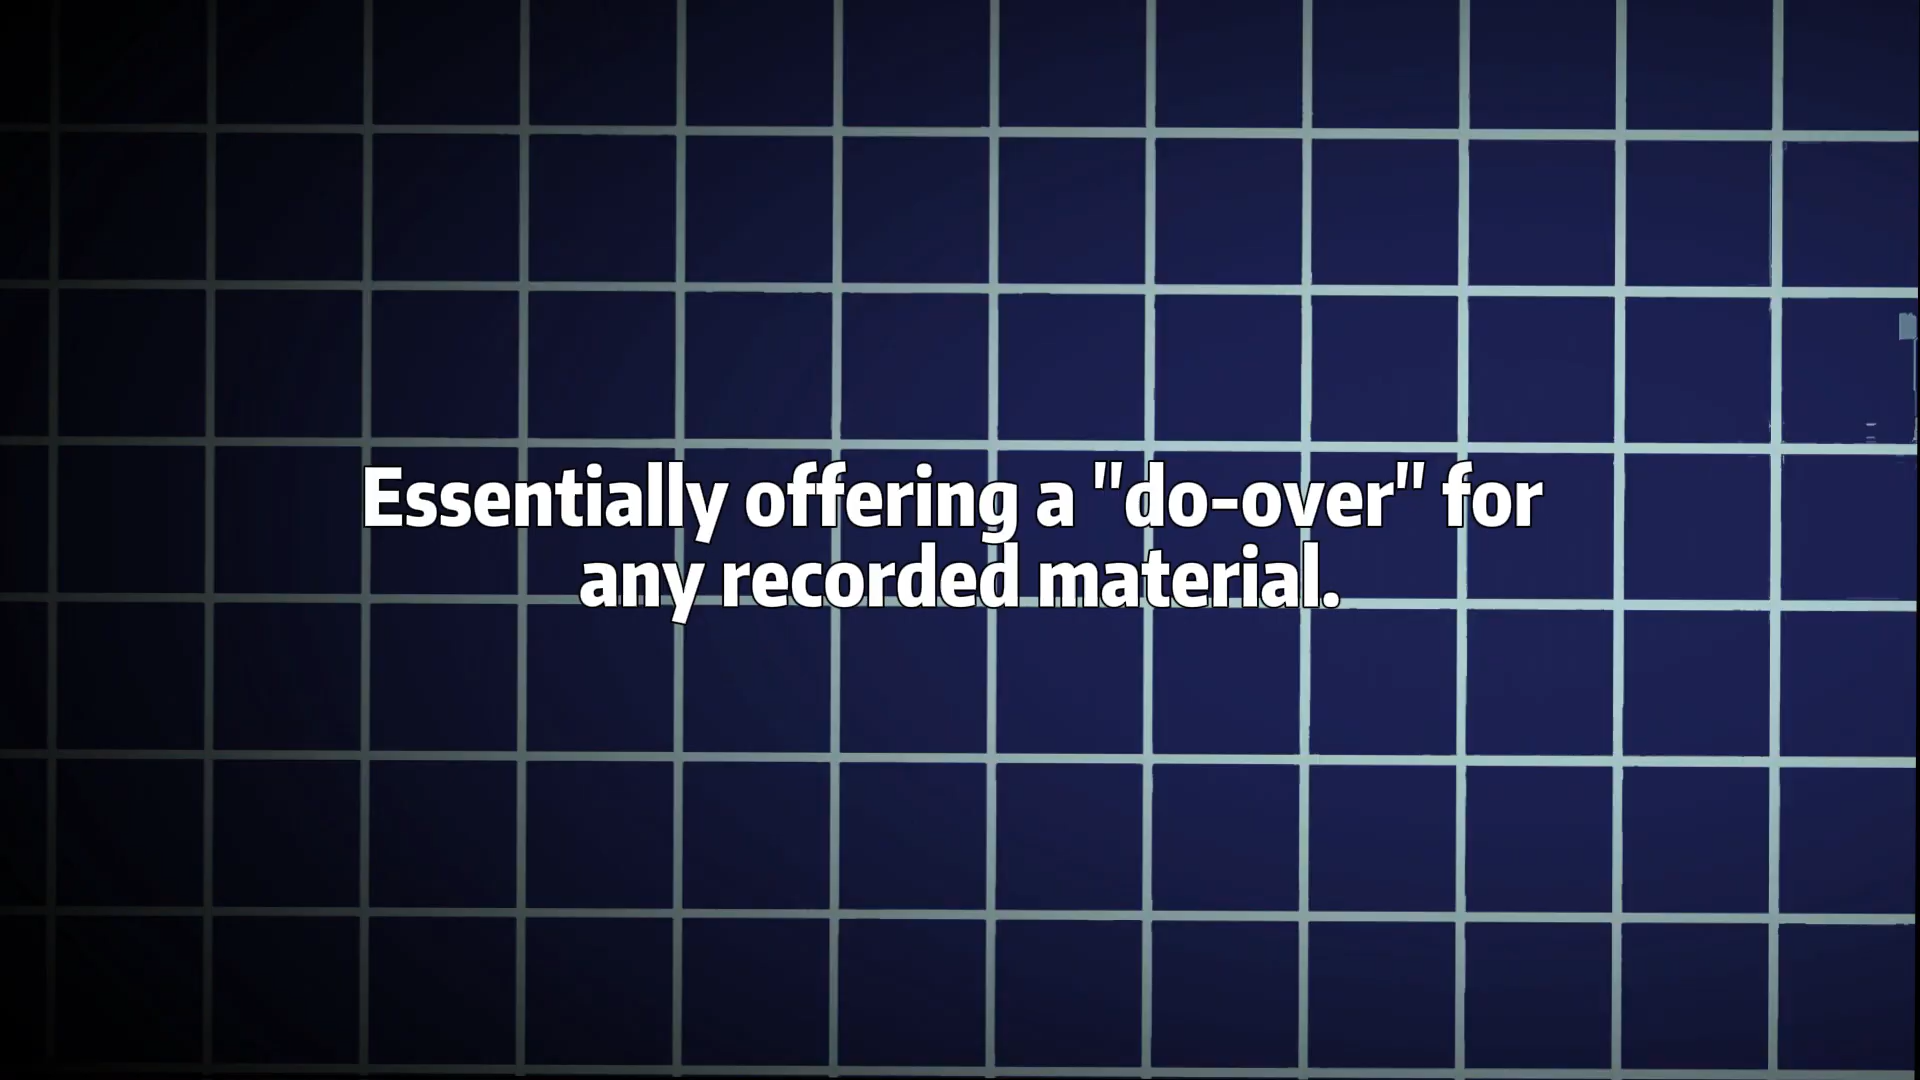 Essentially offering a "do-over" for
any recorded material.